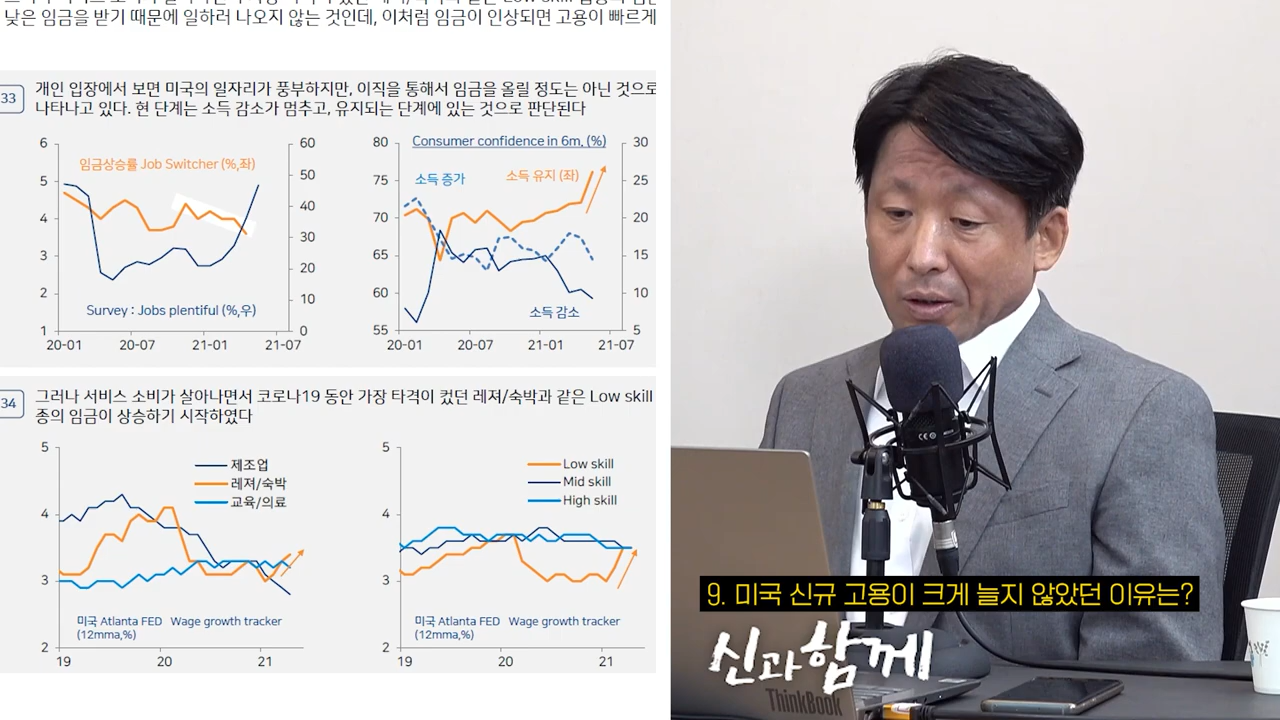 낮은 임금을 받기 때문에 일하러 나오지 않는 것인데, 이처럼 임금이 인상되면 고용이 빠르게
33
개인 입장에서 보면 미국의 일자리가 풍부하지만, 이직을 통해서 임금을 올릴 정도는 아닌 것으로
나타나고 있다. 현 단계는 소득 감소가 멈추고, 유지되는 단계에 있는 것으로 판단된다
임금상승률 Job Switcher (%,좌)
Survey : Jobs plentiful (%,우)
6
5
4
3
2
1
60
50
40
30
20
10
0
20-01 20-07 21-01 21-07
Consumer confidence in 6m, (%)
소득 증가
소득 유지 (좌)
소득 감소
80
75
70
65
60
55
30
25
20
15
10
5
20-01 20-07 21-01 21-07
34
그러나 서비스 소비가 살아나면서 코로나19 동안 가장 타격이 컸던 레져/숙박과 같은 Low skill
종의 임금이 상승하기 시작하였다
5
4
3
2
제조업
레져/숙박
교육/의료
미국 Atlanta FED Wage growth tracker
(12mma,%)
19 20 21
5
4
3
2
Low skill
Mid skill
High skill
미국 Atlanta FED Wage growth tracker
(12mma,%)
19 20 21
9. 미국 신규 고용이 크게 늘지 않았던 이유는?
신과함께
ThinkBook